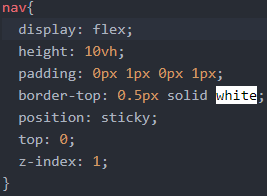 nav{
display: flex;
height: 10vh;
padding: 0px 1px 0px 1px;
border-top: 0.5px solid white;
position: sticky;
top: 0;
z-index: 1;
}